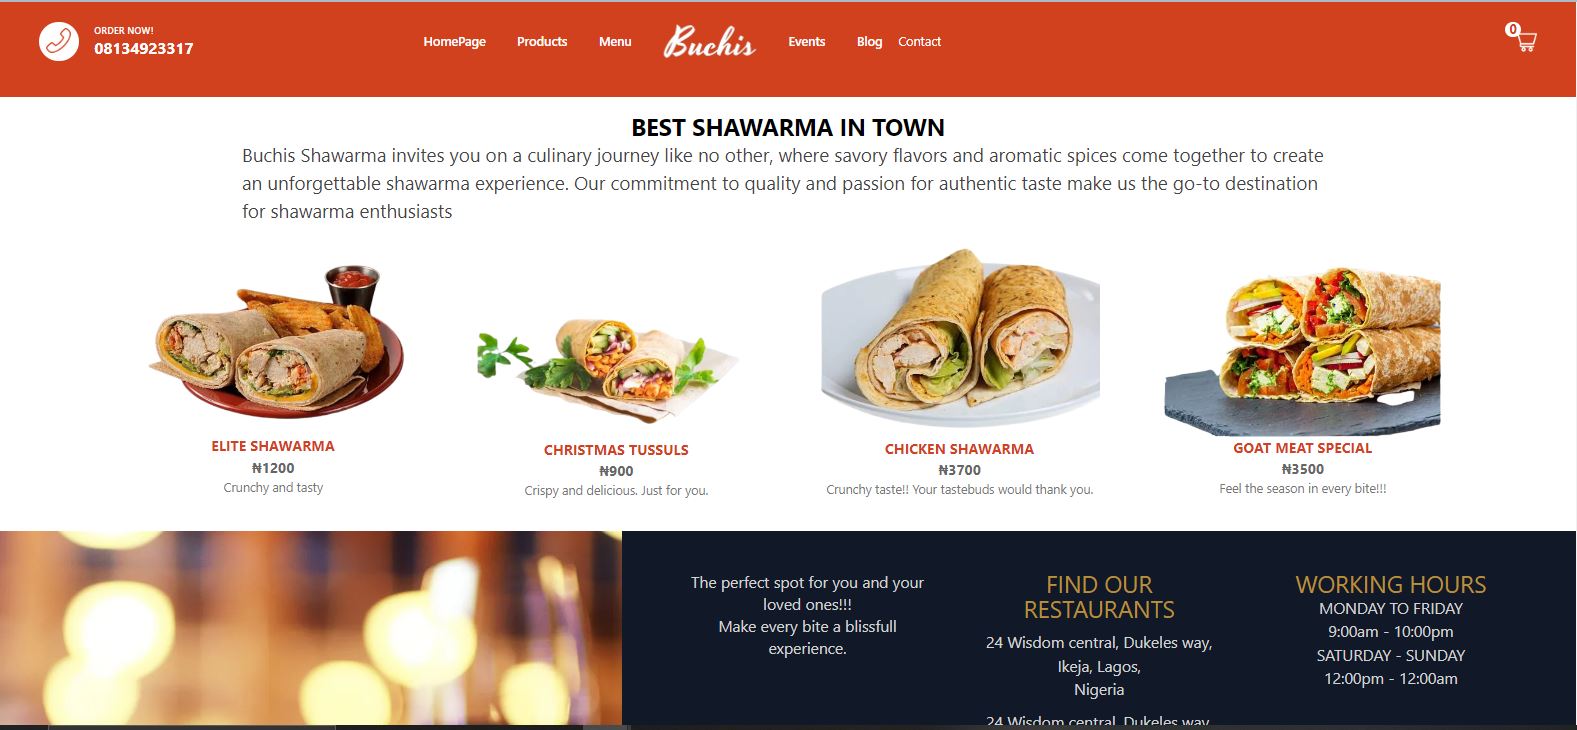 ORDER NOW!
08134923317
HomePage Products Menu Buchis Events Blog Contact
0
BEST SHAWARMA IN TOWN
Buchis Shawarma invites you on a culinary journey like no other, where savory flavors and aromatic spices come together to create
an unforgettable shawarma experience. Our commitment to quality and passion for authentic taste make us the go-to destination
for shawarma enthusiasts
ELITE SHAWARMA
₦1200
Crunchy and tasty
CHRISTMAS TUSSULS
₦900
Crispy and delicious. Just for you.
CHICKEN SHAWARMA
₦3700
Crunchy taste!! Your tastebuds would thank you.
GOAT MEAT SPECIAL
₦3500
Feel the season in every bite!!!
The perfect spot for you and your
loved ones!!!
Make every bite a blissfull
experience.
FIND OUR
RESTAURANTS
24 Wisdom central, Dukeles way,
Ikeja, Lagos,
Nigeria
24 Wisdom central, Dukeles way,
WORKING HOURS
MONDAY TO FRIDAY
9:00am - 10:00pm
SATURDAY - SUNDAY
12:00pm - 12:00am